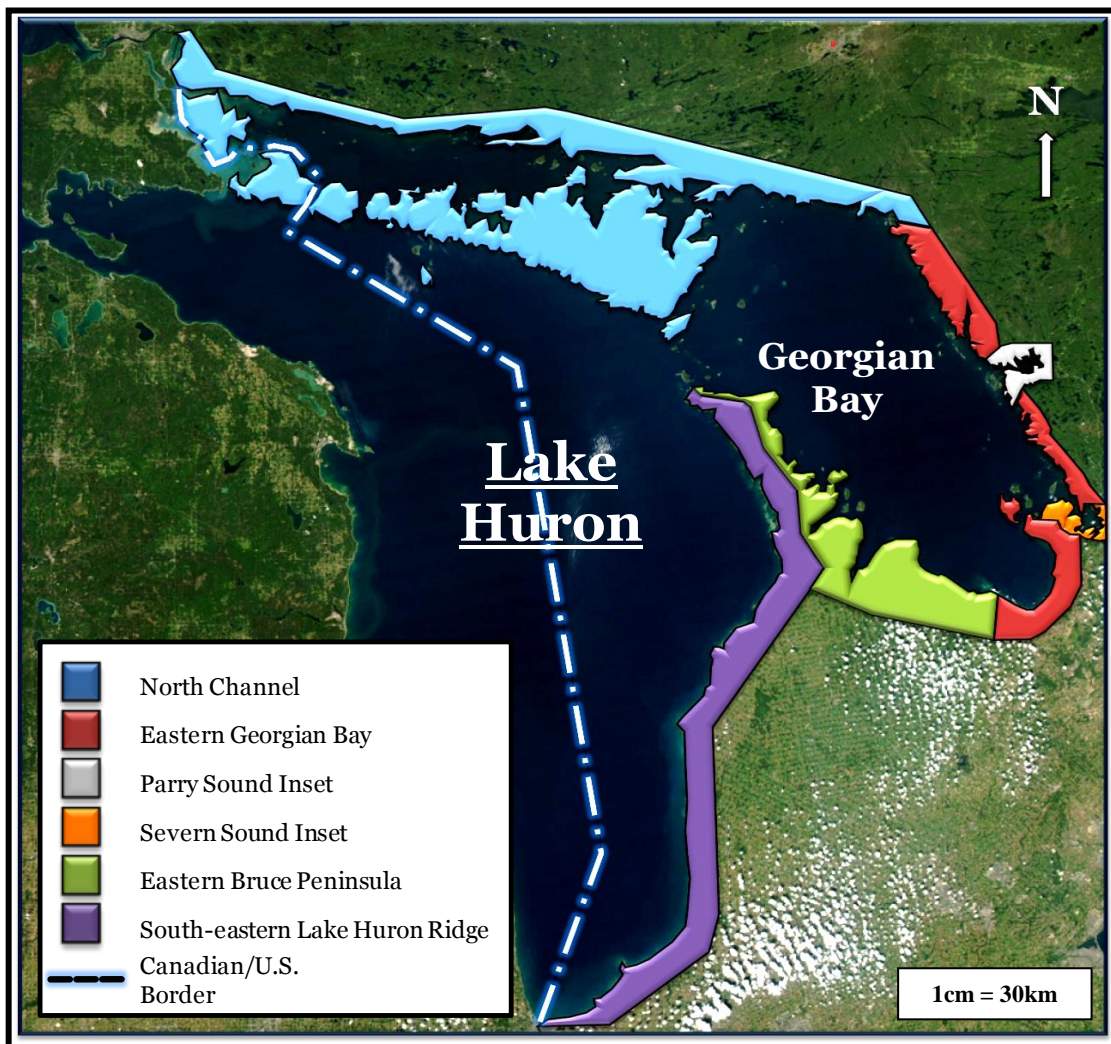 N
Georgian
Bay
Lake
Huron
North Channel
Eastern Georgian Bay
Parry Sound Inset
Severn Sound Inset
Eastern Bruce Peninsula
South-eastern Lake Huron Ridge
Canadian/U.S.
Border
1cm = 30km